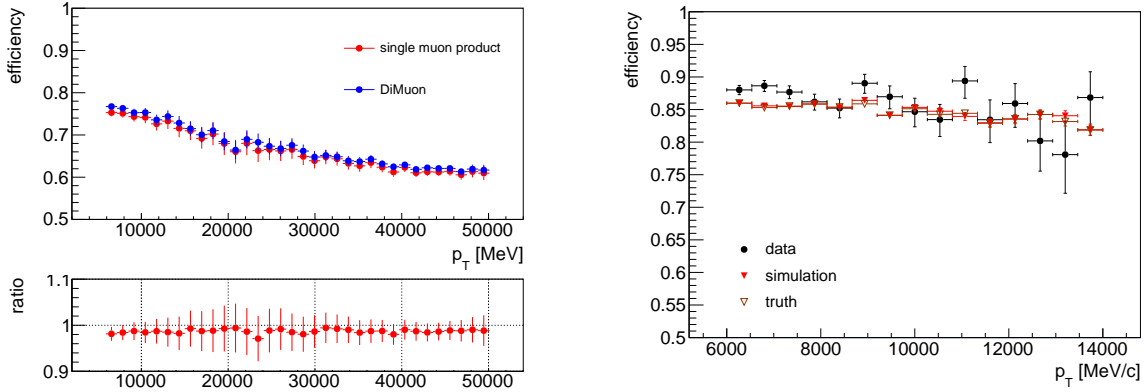 efficiency
1
0.9
0.8
0.7
0.6
0.5
single muon product
DiMuon
10000 20000 30000 40000 50000
p_T [MeV]
ratio
1.1
1
0.9
10000 20000 30000 40000 50000
efficiency
1
0.95
0.9
0.85
0.8
0.75
0.7
0.65
0.6
0.55
0.5
data
simulation
truth
6000 8000 10000 12000 14000
p_T [MeV/c]